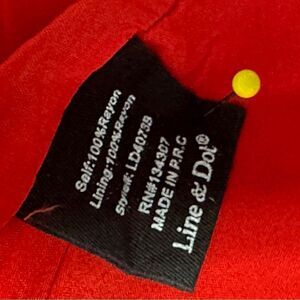 Self:100%Rayon
Lining:100%Rayon
Style#: LD4073B
RN#134307
MADE IN P.R.C
Line & Dot®